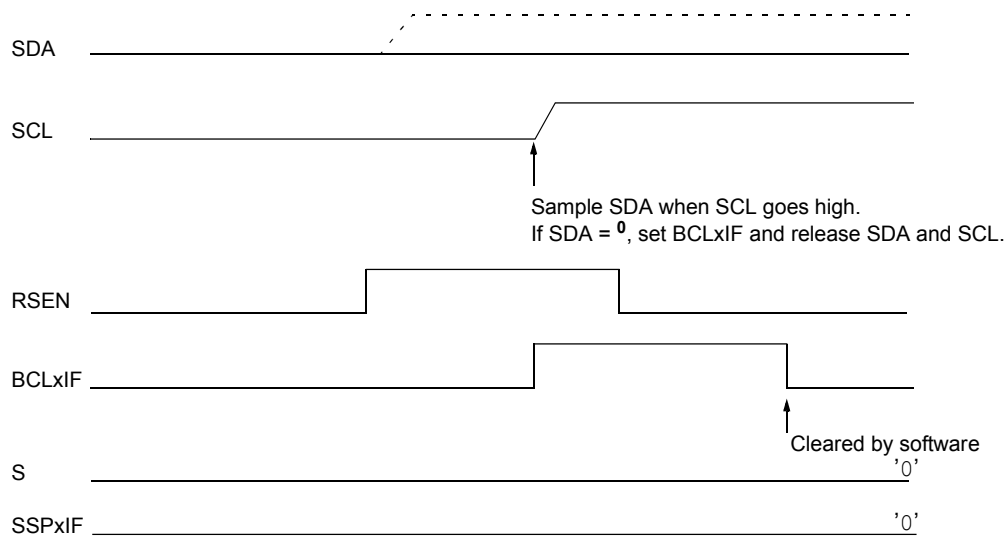 SDA
SCL
Sample SDA when SCL goes high.
If SDA = 0, set BCLxIF and release SDA and SCL.
RSEN
BCLxIF
Cleared by software
S
'0'
SSPxIF
'0'